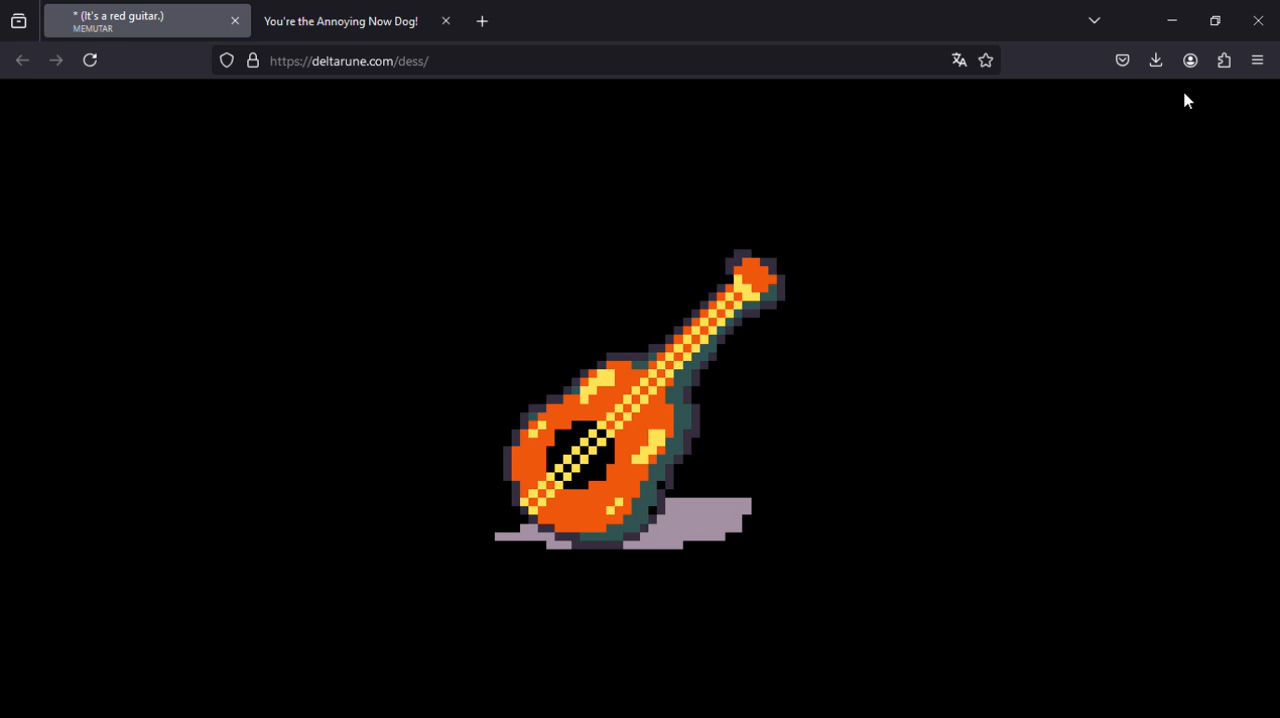 * (It's a red guitar.)
MEMUTAR
You're the Annoying Now Dog!
https://deltarune.com/dess/